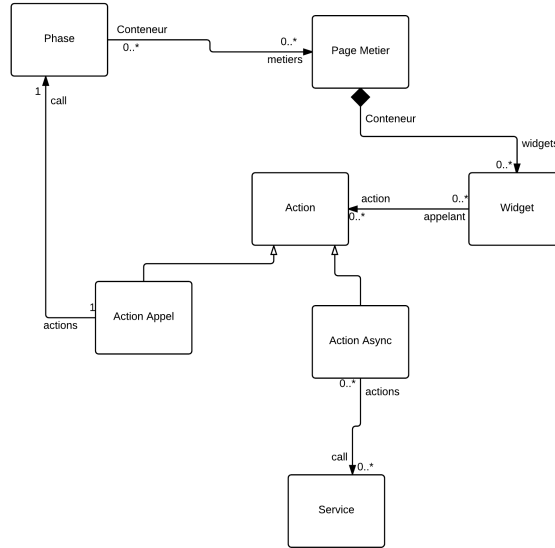 Phase
Conteneur
0..*
0..*
metiers
Page Metier
1
call
Conteneur
widgets
0..*
Action
action
0..*
0..*
appelant
Widget
Action Appel
1
actions
Action Async
0..*
actions
call
0..*
Service